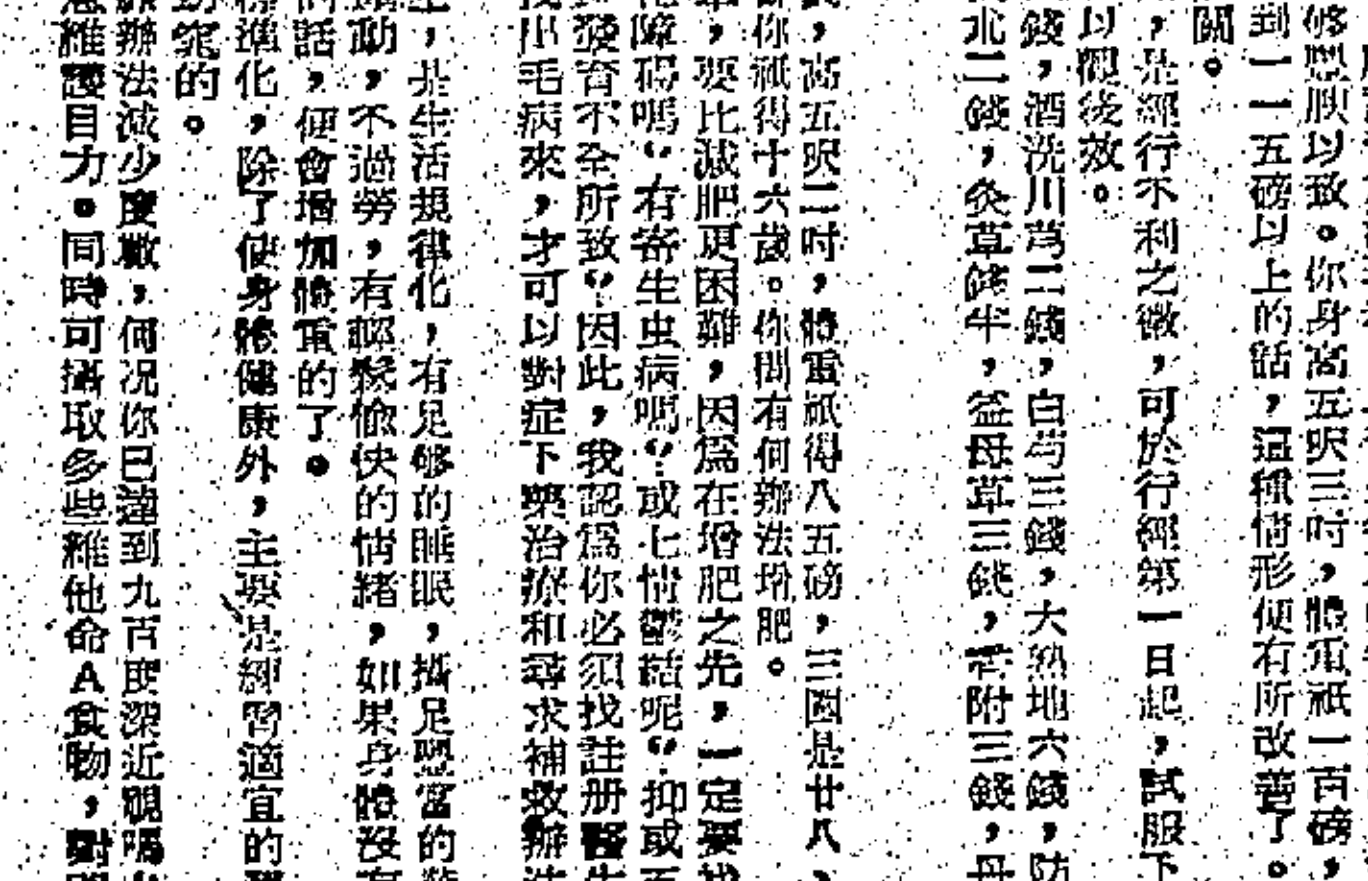 够腰腴以致。你身高五呎三吋，體重祇一百磅，
到一一五磅以上的話，這種情形便有所改善了。
關。
，是經行不利之徵，可於行經第一日起，試服下
以觀後效。
錢，酒洗川芎二錢，白芍三錢，大熟地六錢，防
北二錢，炙草錢半，益母草三錢，香附三錢，丹
，高五呎二吋，體重祇得八五磅，三圍是廿八、
你祇得十六歲。你問有何辦法增肥。
，要比減肥更困難，因爲在增肥之先，一定要找
障碍嗎？有寄生虫病嗎？或七情鬱結呢？抑或
發育不全所致？因此，我認爲你必須找註册醫生
找出毛病來，才可以對症下藥治療和尋求補救辦法
，是生活規律化，有足够的睡眠，攝足豐富的
動，不過勞，有輕鬆愉快的情緒，如果身體沒有
的話，便會增加體重的了。
標準化，除了使身體健康外，主要是練習適宜的
的。
辦法減少度數，何况你已達到九百度深近視嗎
維護目力。同時可攝取多些維他命A食物，對